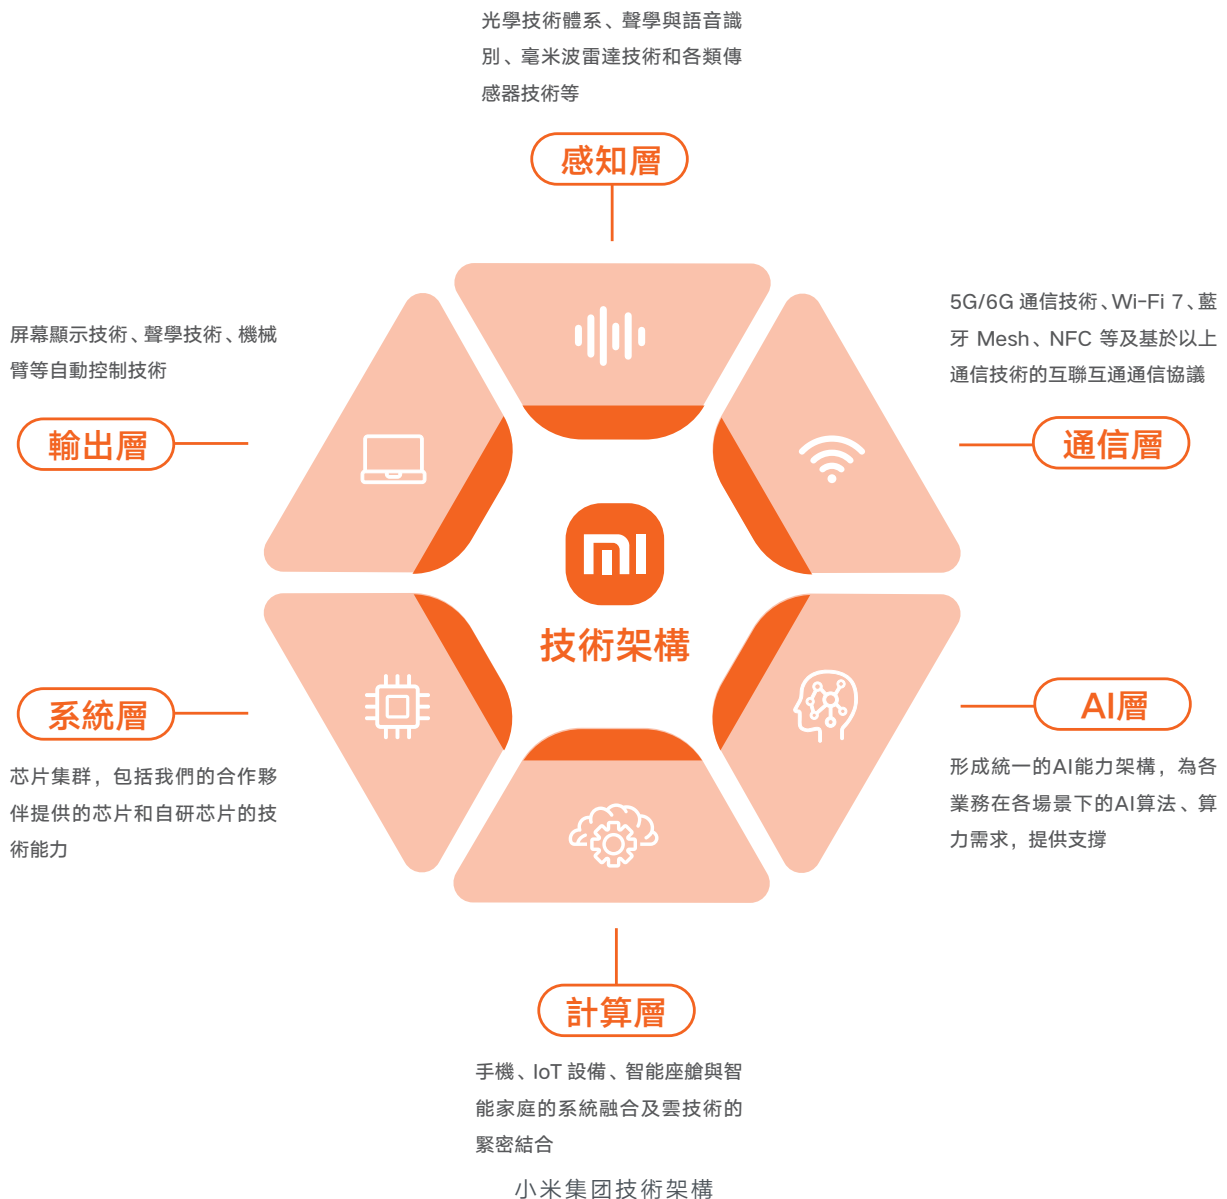 光學技術體系、聲學與語音識
別、毫米波雷達技術和各類傳
感器技術等
感知層
5G/6G 通信技術、Wi-Fi 7、藍
牙 Mesh、NFC 等及基於以上
通信技術的互聯互通通信協議
通信層
屏幕顯示技術、聲學技術、機械
臂等自動控制技術
輸出層
mi
技術架構
系統層
芯片集群，包括我們的合作夥
伴提供的芯片和自研芯片的技
術能力
AI層
形成統一的AI能力架構，為各
業務在各場景下的AI算法、算
力需求，提供支撐
計算層
手機、IoT 設備、智能座艙與智
能家庭的系統融合及雲技術的
緊密結合
小米集团技術架構